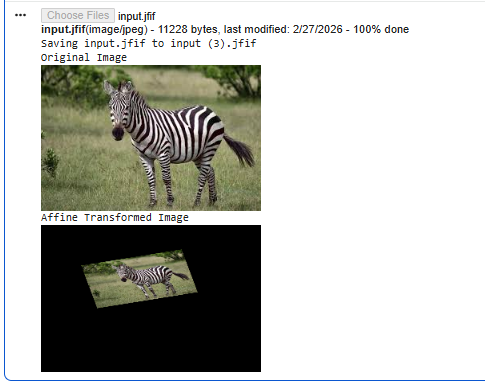 Choose Files input.jfif
input.jfif(image/jpeg) - 11228 bytes, last modified: 2/27/2026 - 100% done
Saving input.jfif to input (3).jfif
Original Image
Affine Transformed Image